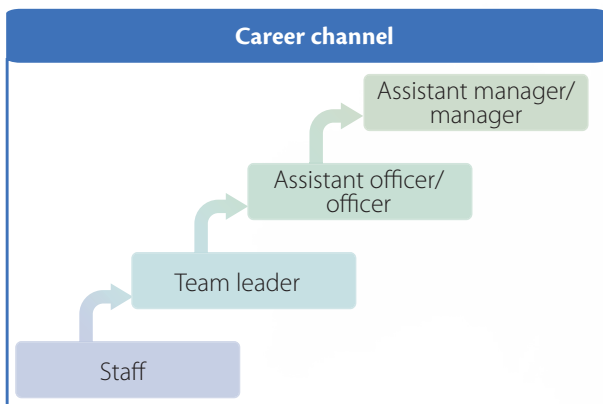 Career channel
Assistant manager/
manager
Assistant officer/
officer
Team leader
Staff